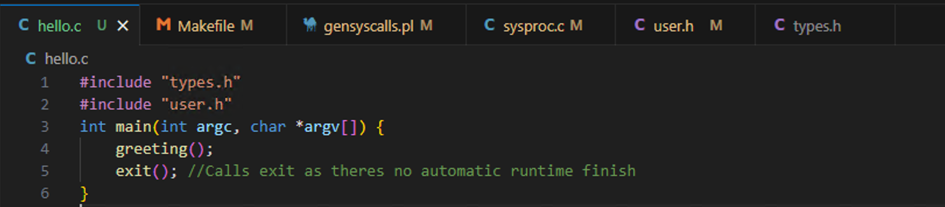 C hello.c U X M Makefile M gensyscalls.pl M C sysproc.c M C user.h M C types.h
C hello.c
1 #include "types.h"
2 #include "user.h"
3 int main(int argc, char *argv[]) {
4 greeting();
5 exit(); //Calls exit as theres no automatic runtime finish
6 }